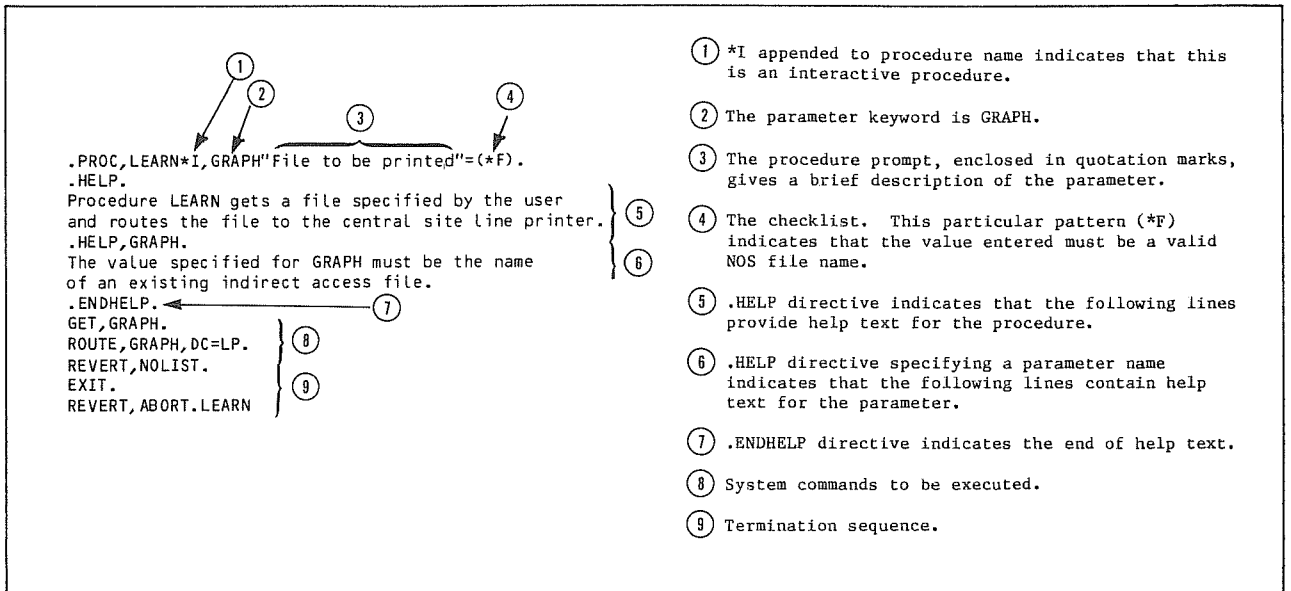 ①
②
③
④
.PROC,LEARN*I,GRAPH"File to be printed"=(*F).
.HELP.
Procedure LEARN gets a file specified by the user
and routes the file to the central site line printer.
⑤
.HELP,GRAPH.
The value specified for GRAPH must be the name
of an existing indirect access file.
⑥
.ENDHELP.
⑦
GET,GRAPH.
ROUTE,GRAPH,DC=LP.
⑧
REVERT,NOLIST.
EXIT.
REVERT,ABORT.LEARN
⑨
① *I appended to procedure name indicates that this
is an interactive procedure.
② The parameter keyword is GRAPH.
③ The procedure prompt, enclosed in quotation marks,
gives a brief description of the parameter.
④ The checklist. This particular pattern (*F)
indicates that the value entered must be a valid
NOS file name.
⑤ .HELP directive indicates that the following lines
provide help text for the procedure.
⑥ .HELP directive specifying a parameter name
indicates that the following lines contain help
text for the parameter.
⑦ .ENDHELP directive indicates the end of help text.
⑧ System commands to be executed.
⑨ Termination sequence.